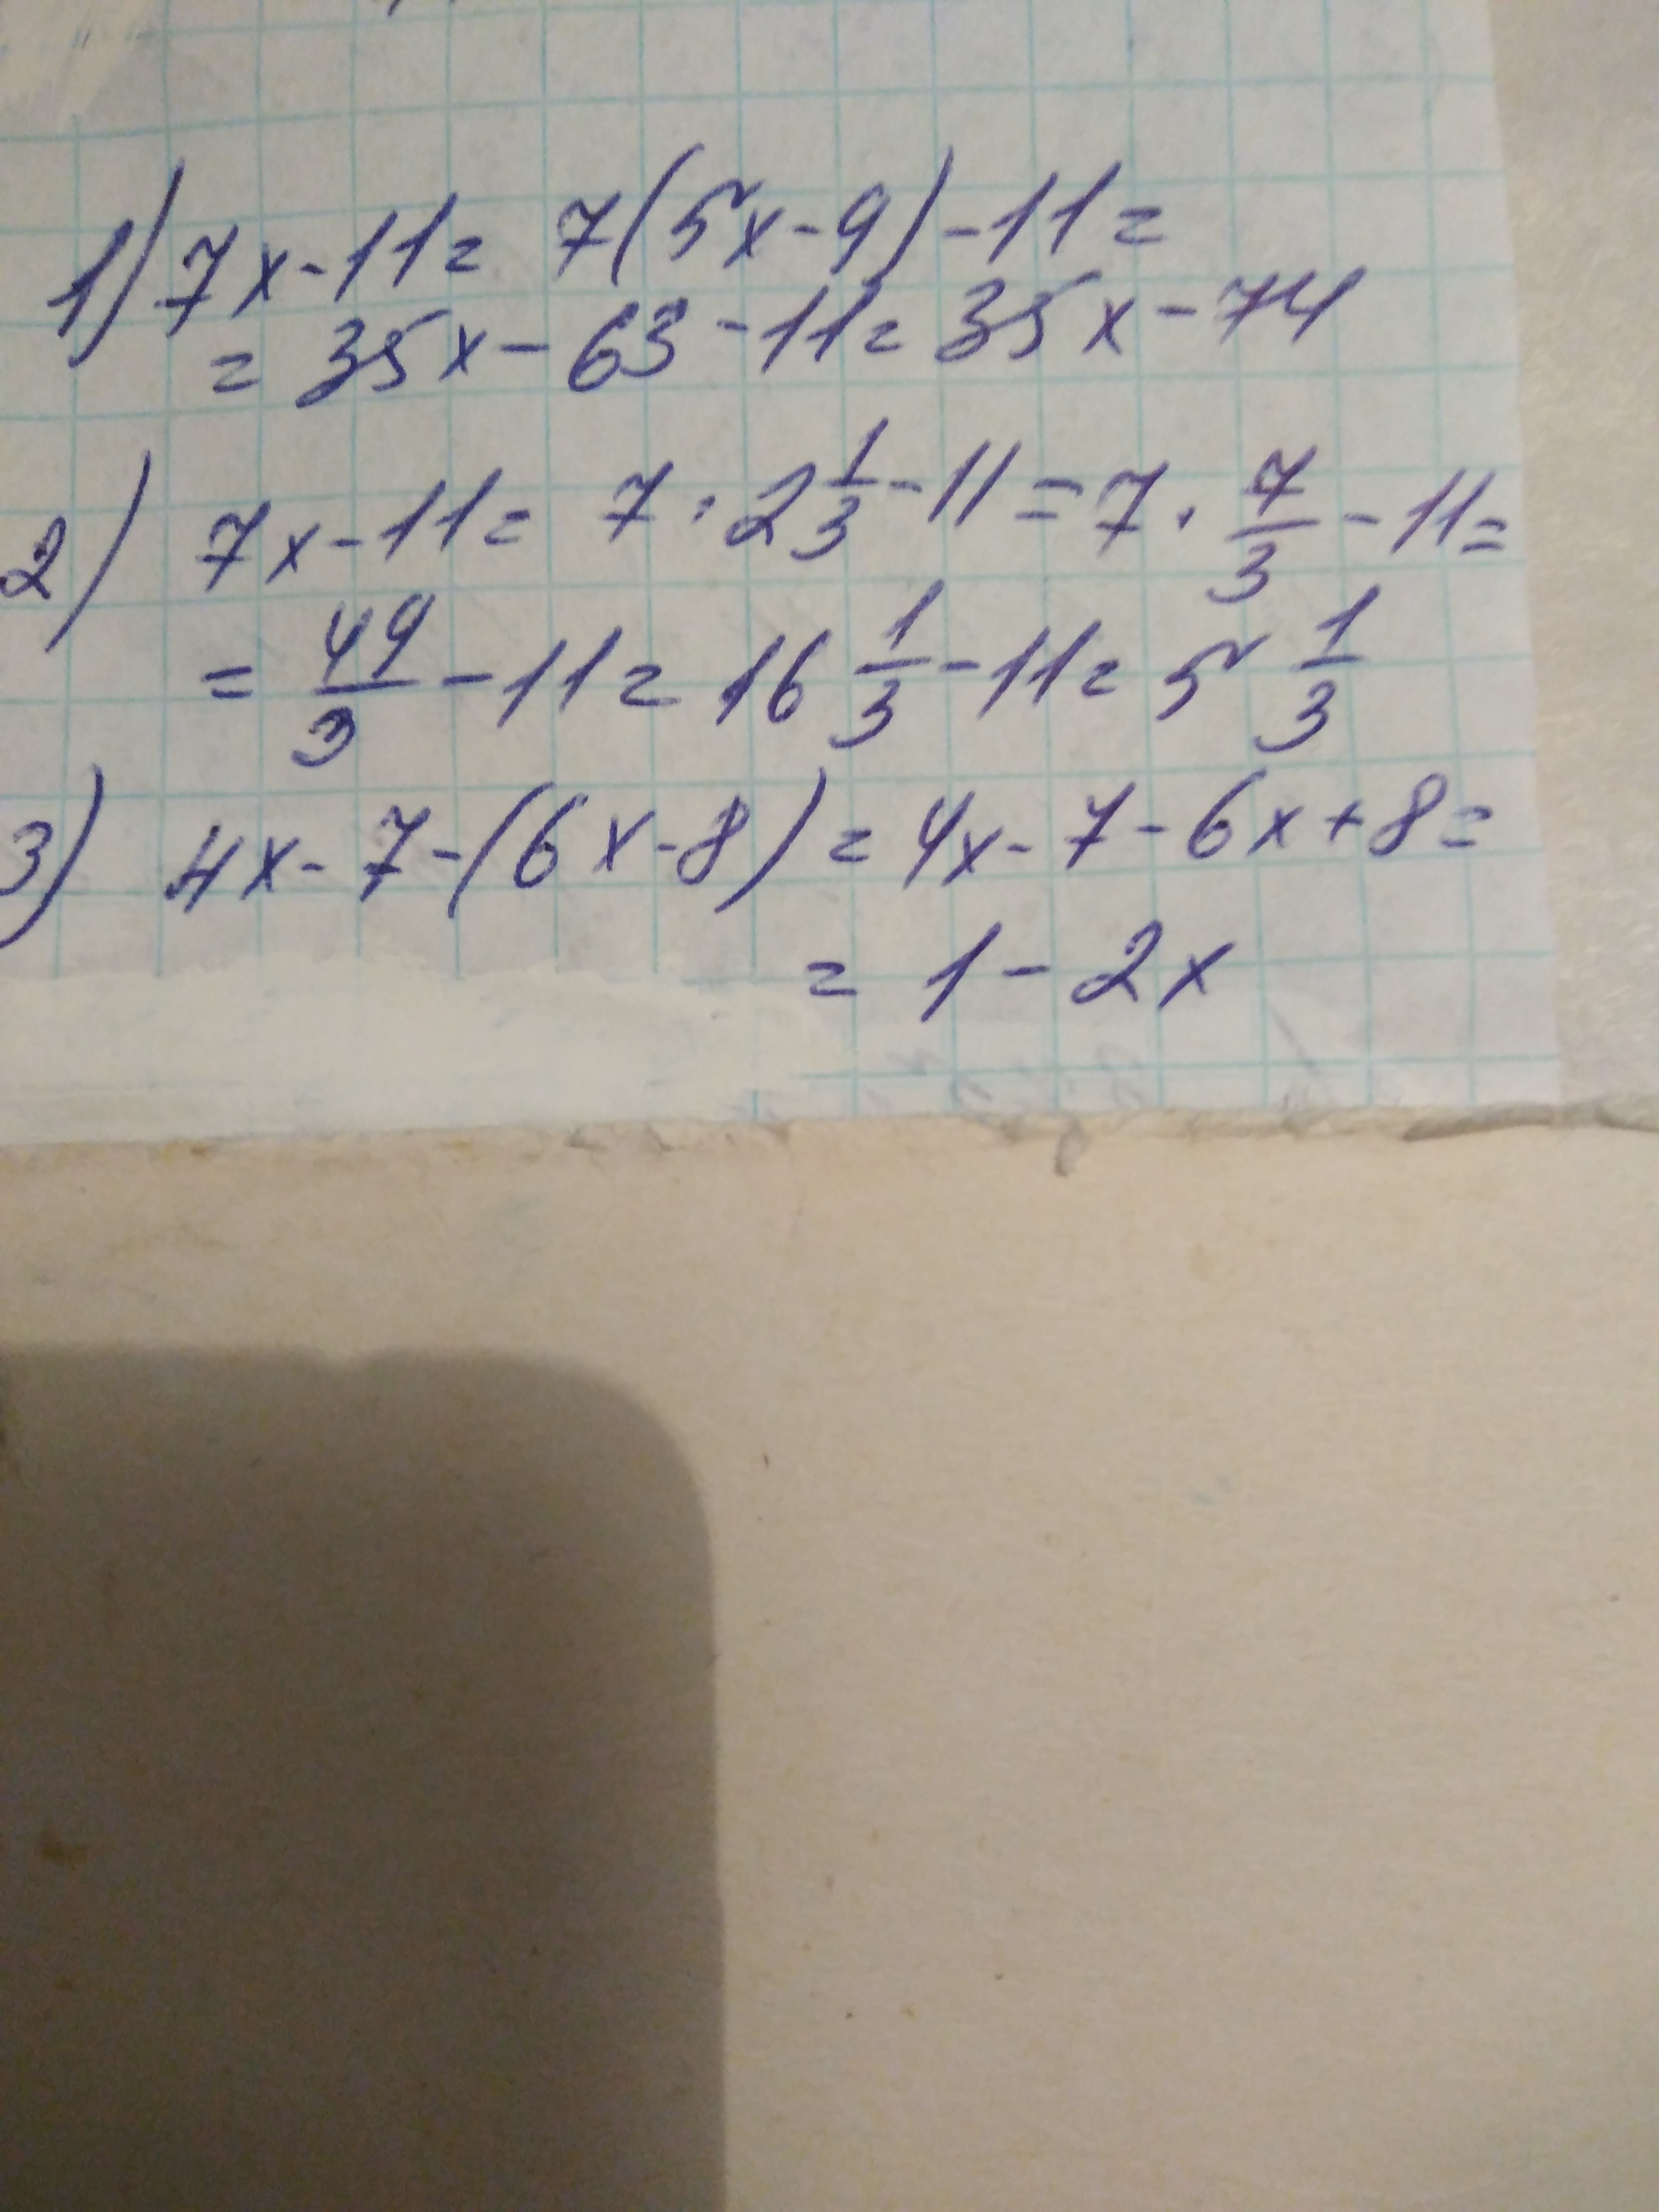 1) 7x-11= 7(5x-9)-11=
= 35x-63-11=35x-74
2) 7x-11= 7·2 1/3-11=7·7/3-11=
= 49/3-11=16 1/3-11=5 1/3
3) 4x-7-(6x-8)=4x-7-6x+8=
= 1-2x